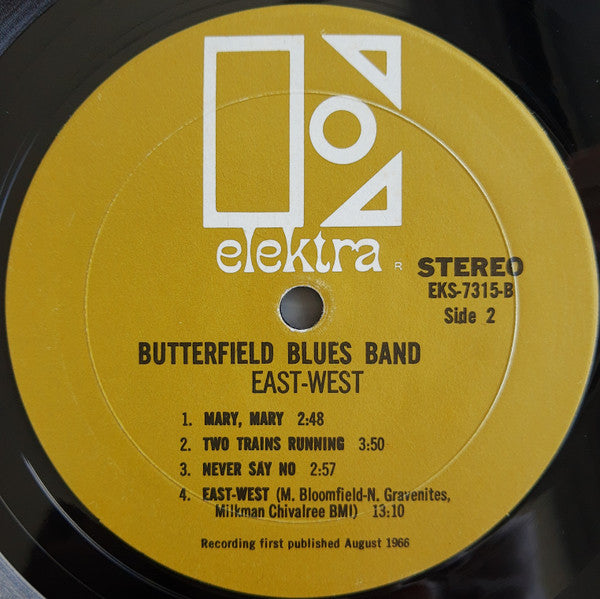 elektra R
STEREO
EKS-7315-B
Side 2
BUTTERFIELD BLUES BAND
EAST-WEST
1. MARY, MARY 2:48
2. TWO TRAINS RUNNING 3:50
3. NEVER SAY NO 2:57
4. EAST-WEST (M. Bloomfield-N. Gravenites,
Milkman Chivalree BMI) 13:10
Recording first published August 1966